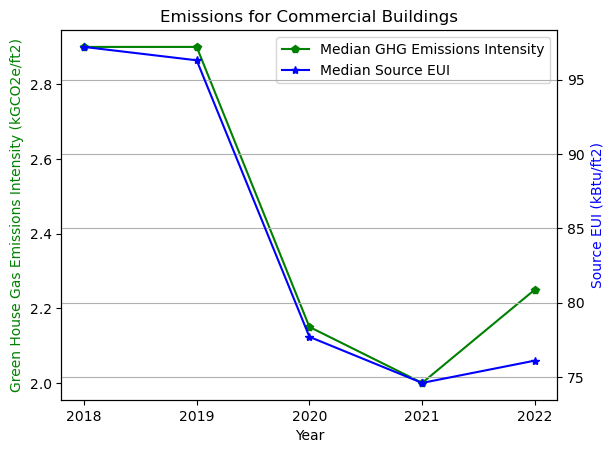 Emissions for Commercial Buildings
Median GHG Emissions Intensity
Median Source EUI
Green House Gas Emissions Intensity (kGCO2e/ft2)
2.8
2.6
2.4
2.2
2.0
95
90
85
80
75
Source EUI (kBtu/ft2)
2018 2019 2020 2021 2022
Year